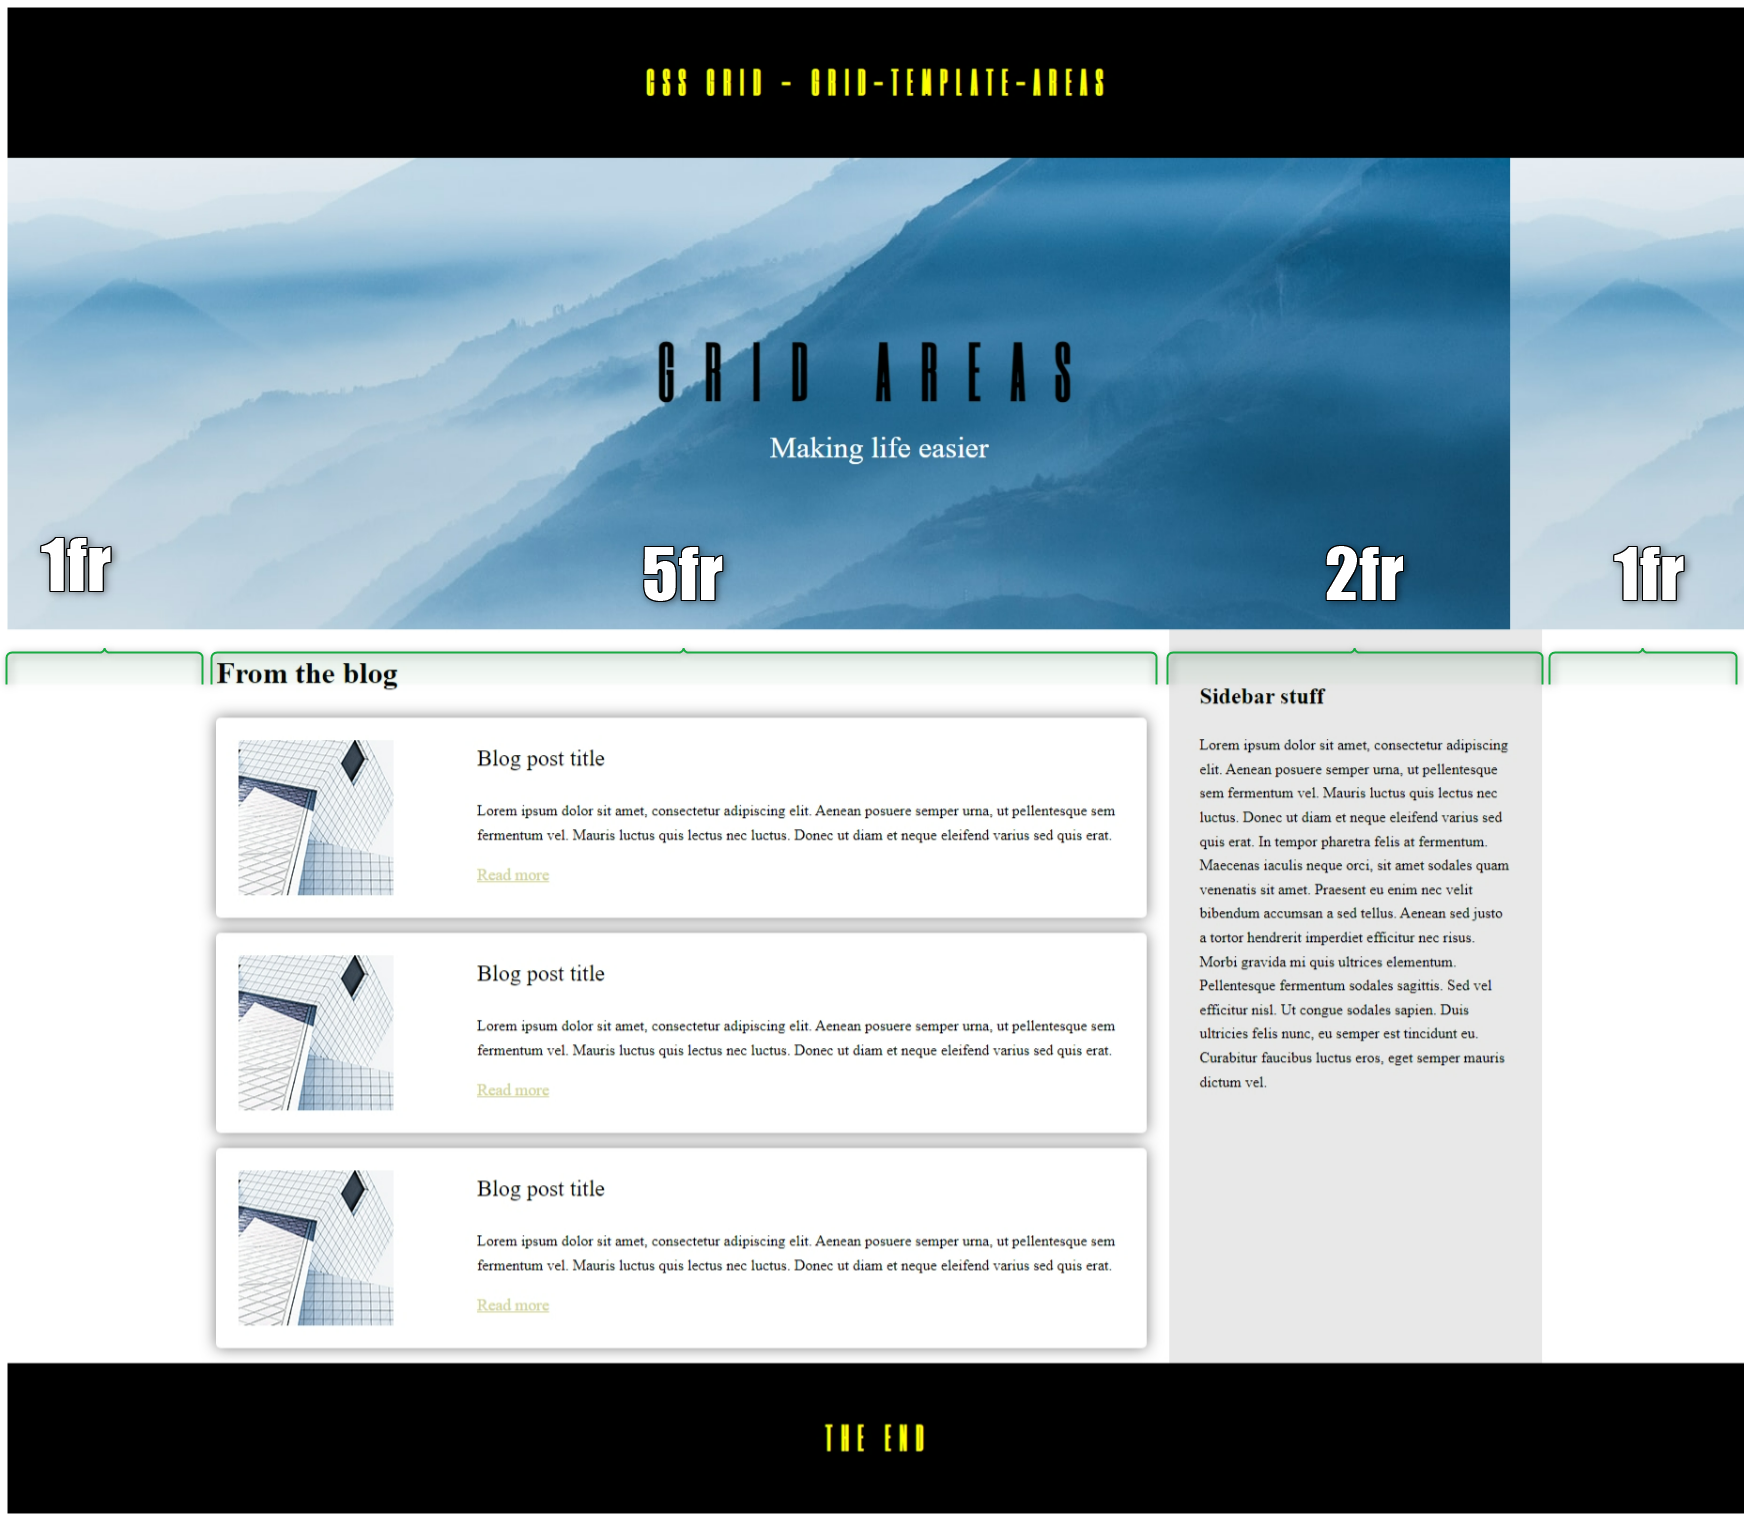 CSS GRID - GRID-TEMPLATE-AREAS
GRID AREAS
Making life easier
1fr
5fr
2fr
1fr
From the blog
Blog post title
Lorem ipsum dolor sit amet, consectetur adipiscing elit. Aenean posuere semper urna, ut pellentesque sem
fermentum vel. Mauris luctus quis lectus nec luctus. Donec ut diam et neque eleifend varius sed quis erat.
Read more
Blog post title
Lorem ipsum dolor sit amet, consectetur adipiscing elit. Aenean posuere semper urna, ut pellentesque sem
fermentum vel. Mauris luctus quis lectus nec luctus. Donec ut diam et neque eleifend varius sed quis erat.
Read more
Blog post title
Lorem ipsum dolor sit amet, consectetur adipiscing elit. Aenean posuere semper urna, ut pellentesque sem
fermentum vel. Mauris luctus quis lectus nec luctus. Donec ut diam et neque eleifend varius sed quis erat.
Read more
Sidebar stuff
Lorem ipsum dolor sit amet, consectetur adipiscing
elit. Aenean posuere semper urna, ut pellentesque
sem fermentum vel. Mauris luctus quis lectus nec
luctus. Donec ut diam et neque eleifend varius sed
quis erat. In tempor pharetra felis at fermentum.
Maecenas iaculis neque orci, sit amet sodales quam
venenatis sit amet. Praesent eu enim nec velit
bibendum accumsan a sed tellus. Aenean sed justo
a tortor hendrerit imperdiet efficitur nec risus.
Morbi gravida mi quis ultrices elementum.
Pellentesque fermentum sodales sagittis. Sed vel
efficitur nisl. Ut congue sodales sapien. Duis
ultricies felis nunc, eu semper est tincidunt eu.
Curabitur faucibus luctus eros, eget semper mauris
dictum vel.
THE END